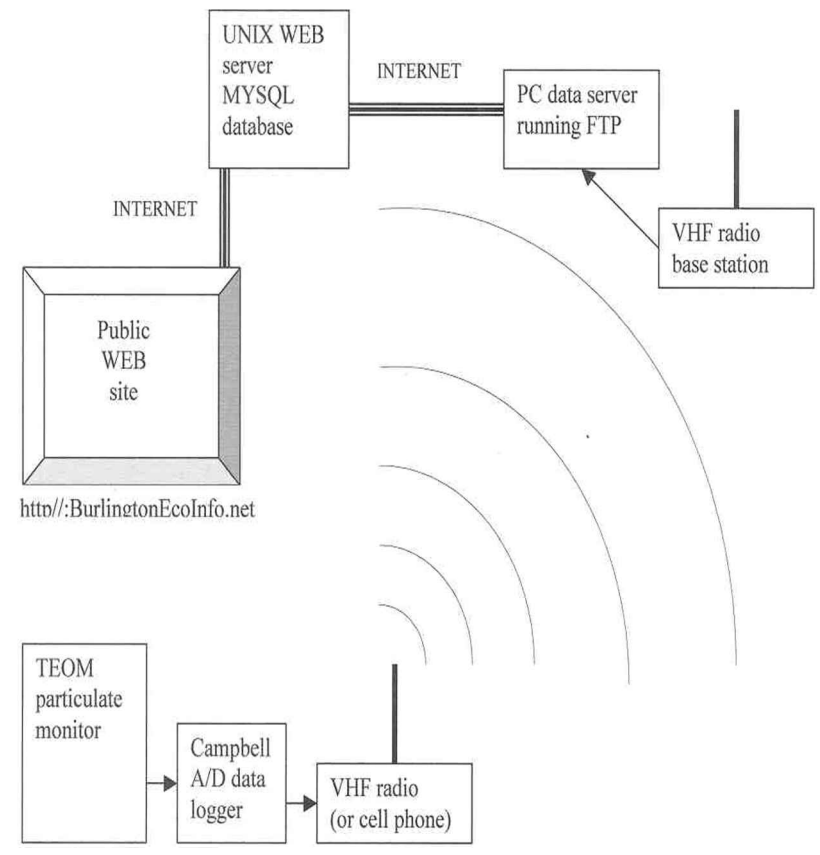 UNIX WEB
server
MYSQL
database
INTERNET
PC data server
running FTP
INTERNET
VHF radio
base station
Public
WEB
site
http//:BurlingtonEcoInfo.net
TEOM
particulate
monitor
Campbell
A/D data
logger
VHF radio
(or cell phone)